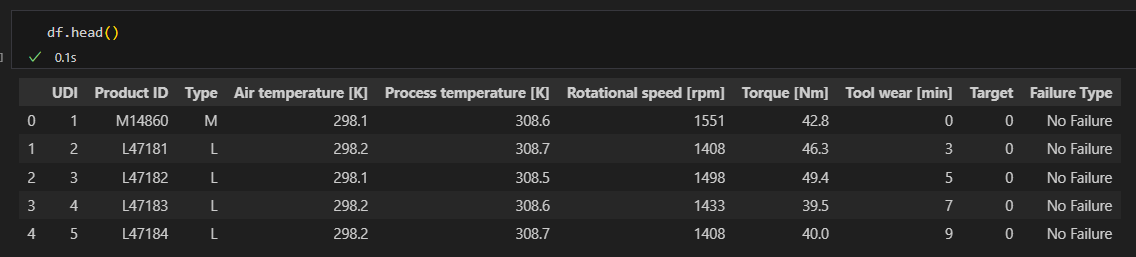 df.head()
] ✓ 0.1s
UDI Product ID Type Air temperature [K] Process temperature [K] Rotational speed [rpm] Torque [Nm] Tool wear [min] Target Failure Type
0 1 M14860 M 298.1 308.6 1551 42.8 0 0 No Failure
1 2 L47181 L 298.2 308.7 1408 46.3 3 0 No Failure
2 3 L47182 L 298.1 308.5 1498 49.4 5 0 No Failure
3 4 L47183 L 298.2 308.6 1433 39.5 7 0 No Failure
4 5 L47184 L 298.2 308.7 1408 40.0 9 0 No Failure